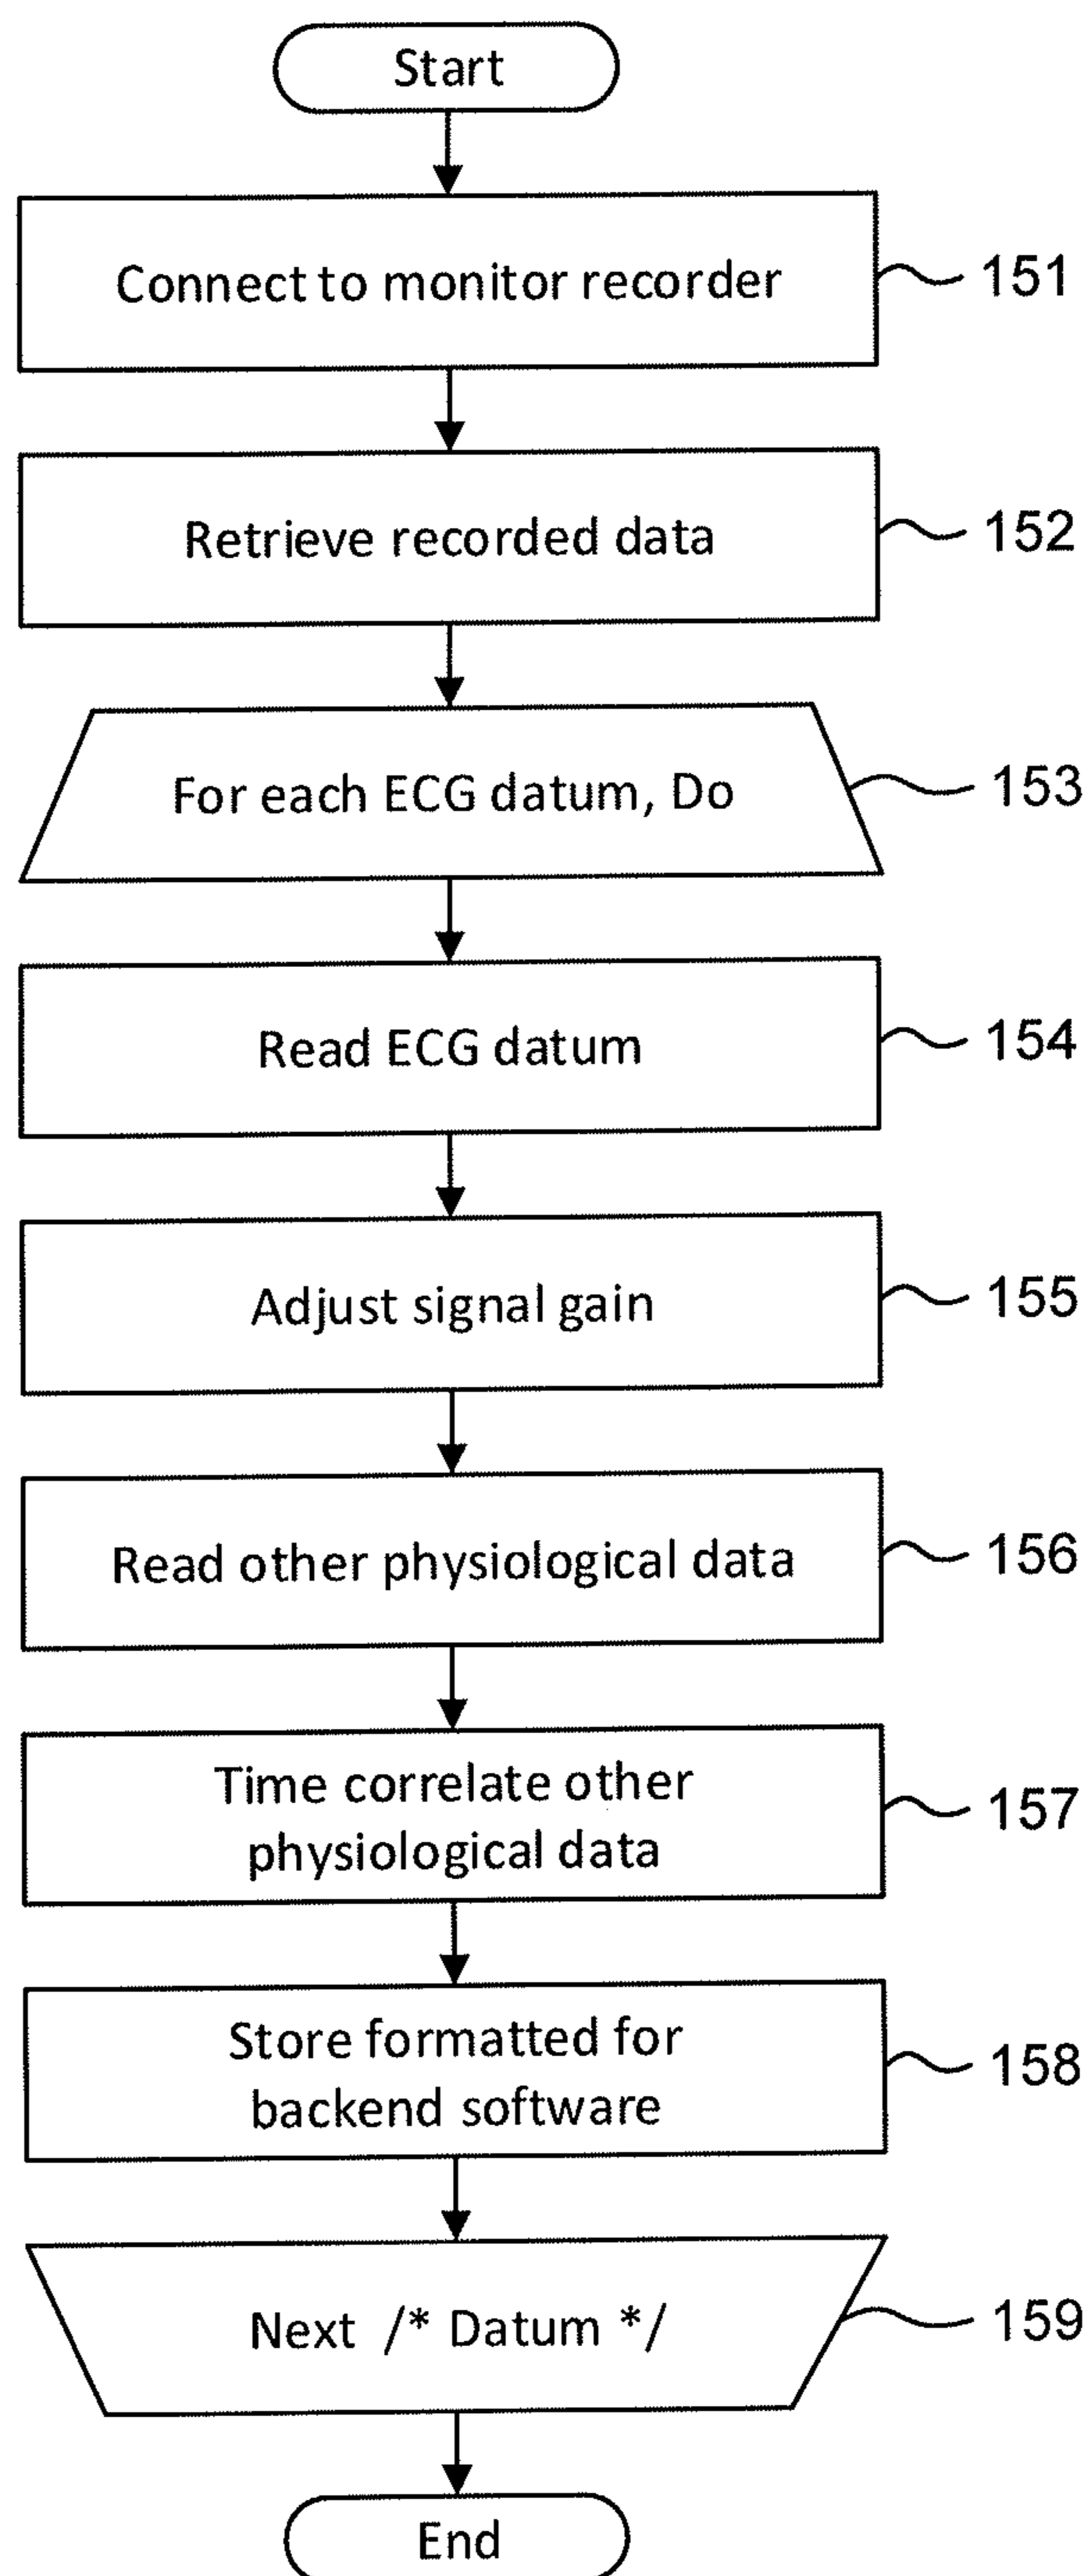 Start
Connect to monitor recorder
151
Retrieve recorded data
152
For each ECG datum, Do
153
Read ECG datum
154
Adjust signal gain
155
Read other physiological data
156
Time correlate other
physiological data
157
Store formatted for
backend software
158
Next /* Datum */
159
End